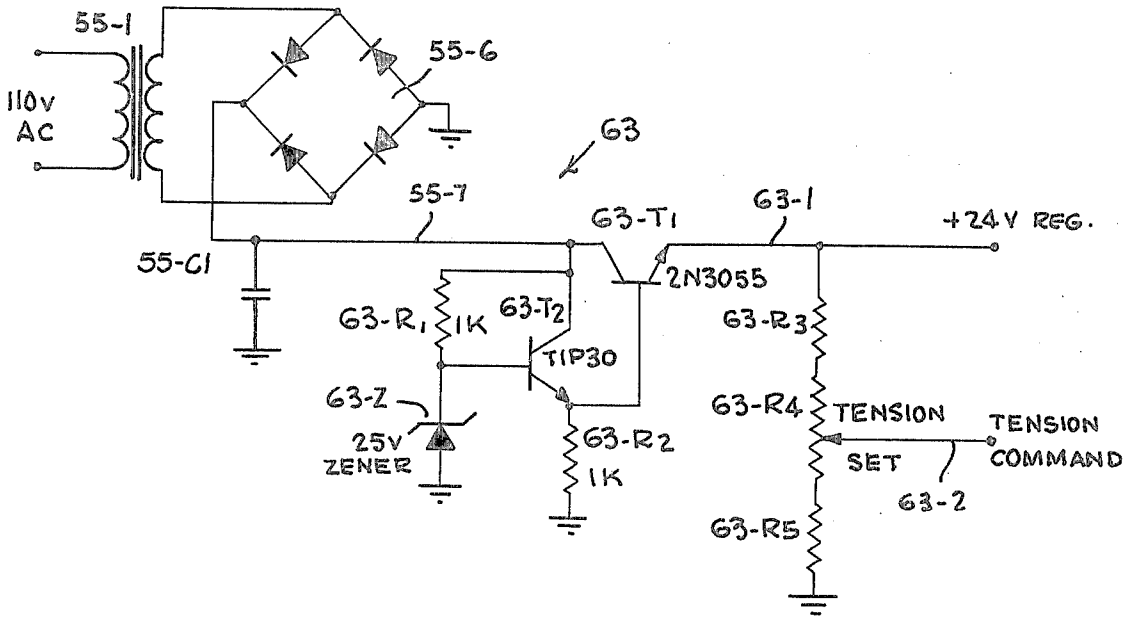 55-1
110V
AC
55-6
63
55-7
63-T1
63-1
+24V REG.
55-C1
2N3055
63-R1
1K
63-T2
63-R3
TIP30
63-Z
25V
ZENER
63-R2
1K
63-R4
TENSION
SET
TENSION
COMMAND
63-2
63-R5